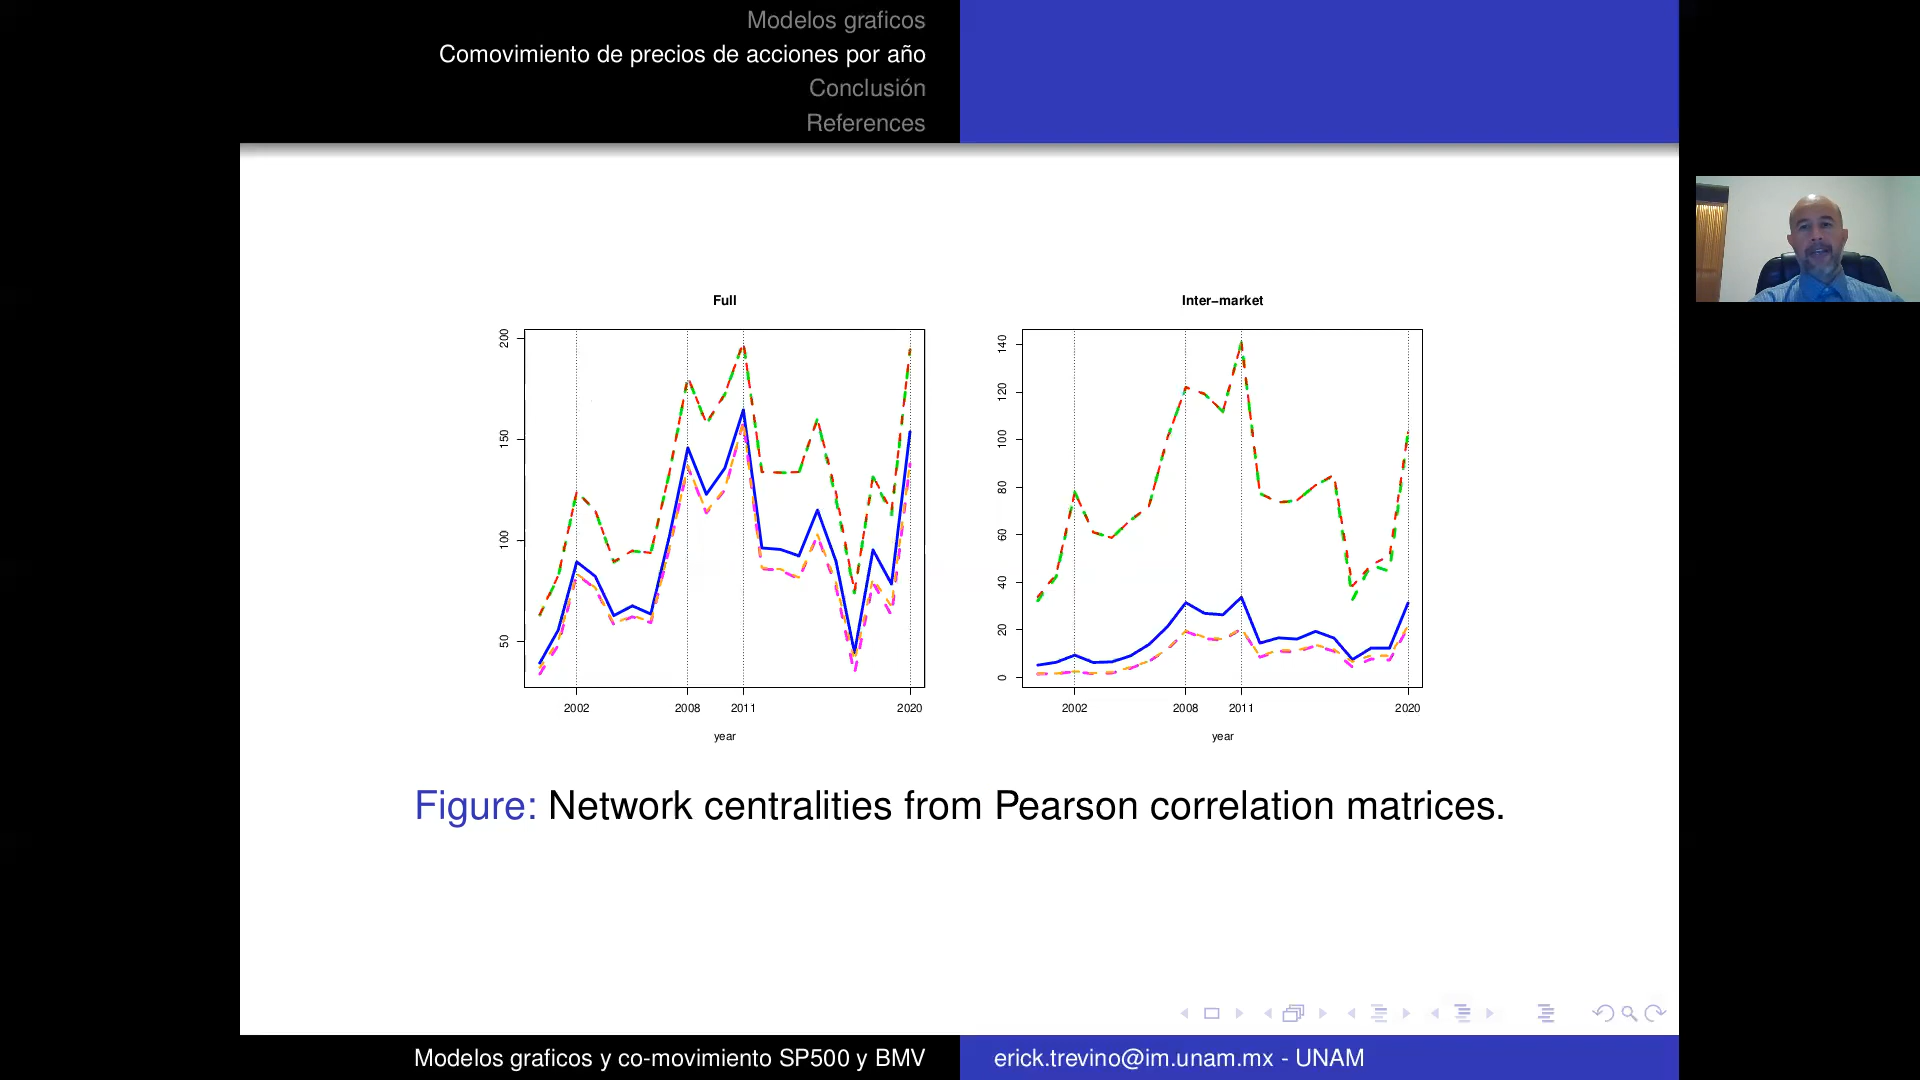 Modelos graficos
Comovimiento de precios de acciones por año
Conclusión
References
Full
200
150
100
50
2002 2008 2011 2020
year
Inter−market
140
120
100
80
60
40
20
0
2002 2008 2011 2020
year
Figure: Network centralities from Pearson correlation matrices.
Modelos graficos y co-movimiento SP500 y BMV
erick.trevino@im.unam.mx - UNAM